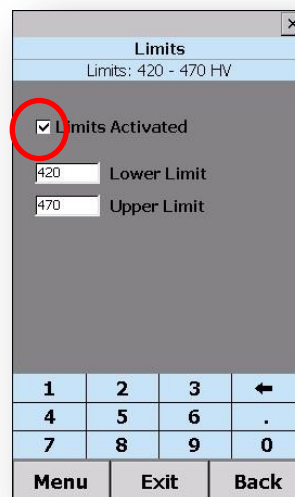 Limits
Limits: 420 - 470 HV
Limits Activated
420 Lower Limit
470 Upper Limit
1 2 3 ←
4 5 6 .
7 8 9 0
Menu Exit Back